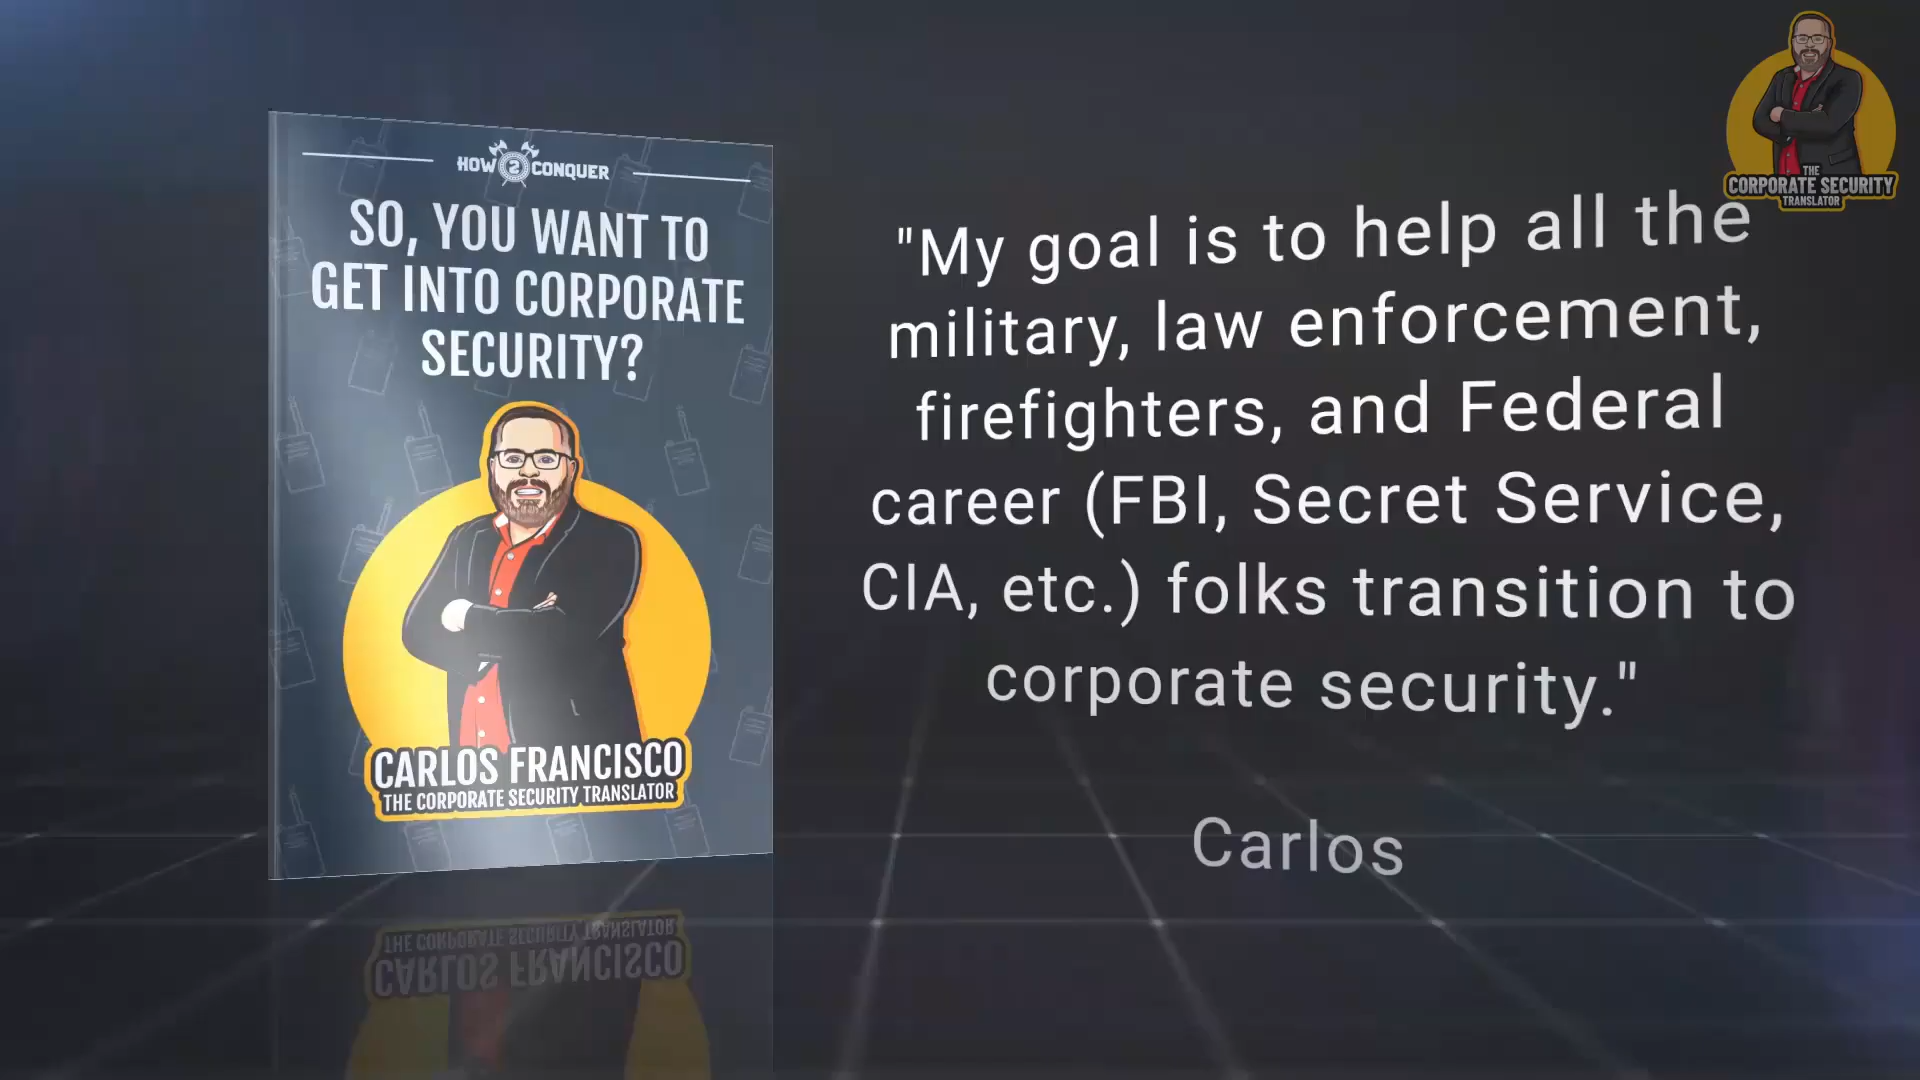 HOW 2 CONQUER
SO, YOU WANT TO
GET INTO CORPORATE
SECURITY?
CARLOS FRANCISCO
THE CORPORATE SECURITY TRANSLATOR
THE
CORPORATE SECURITY
TRANSLATOR
"My goal is to help all the
military, law enforcement,
firefighters, and Federal
career (FBI, Secret Service,
CIA, etc.) folks transition to
corporate security."
Carlos